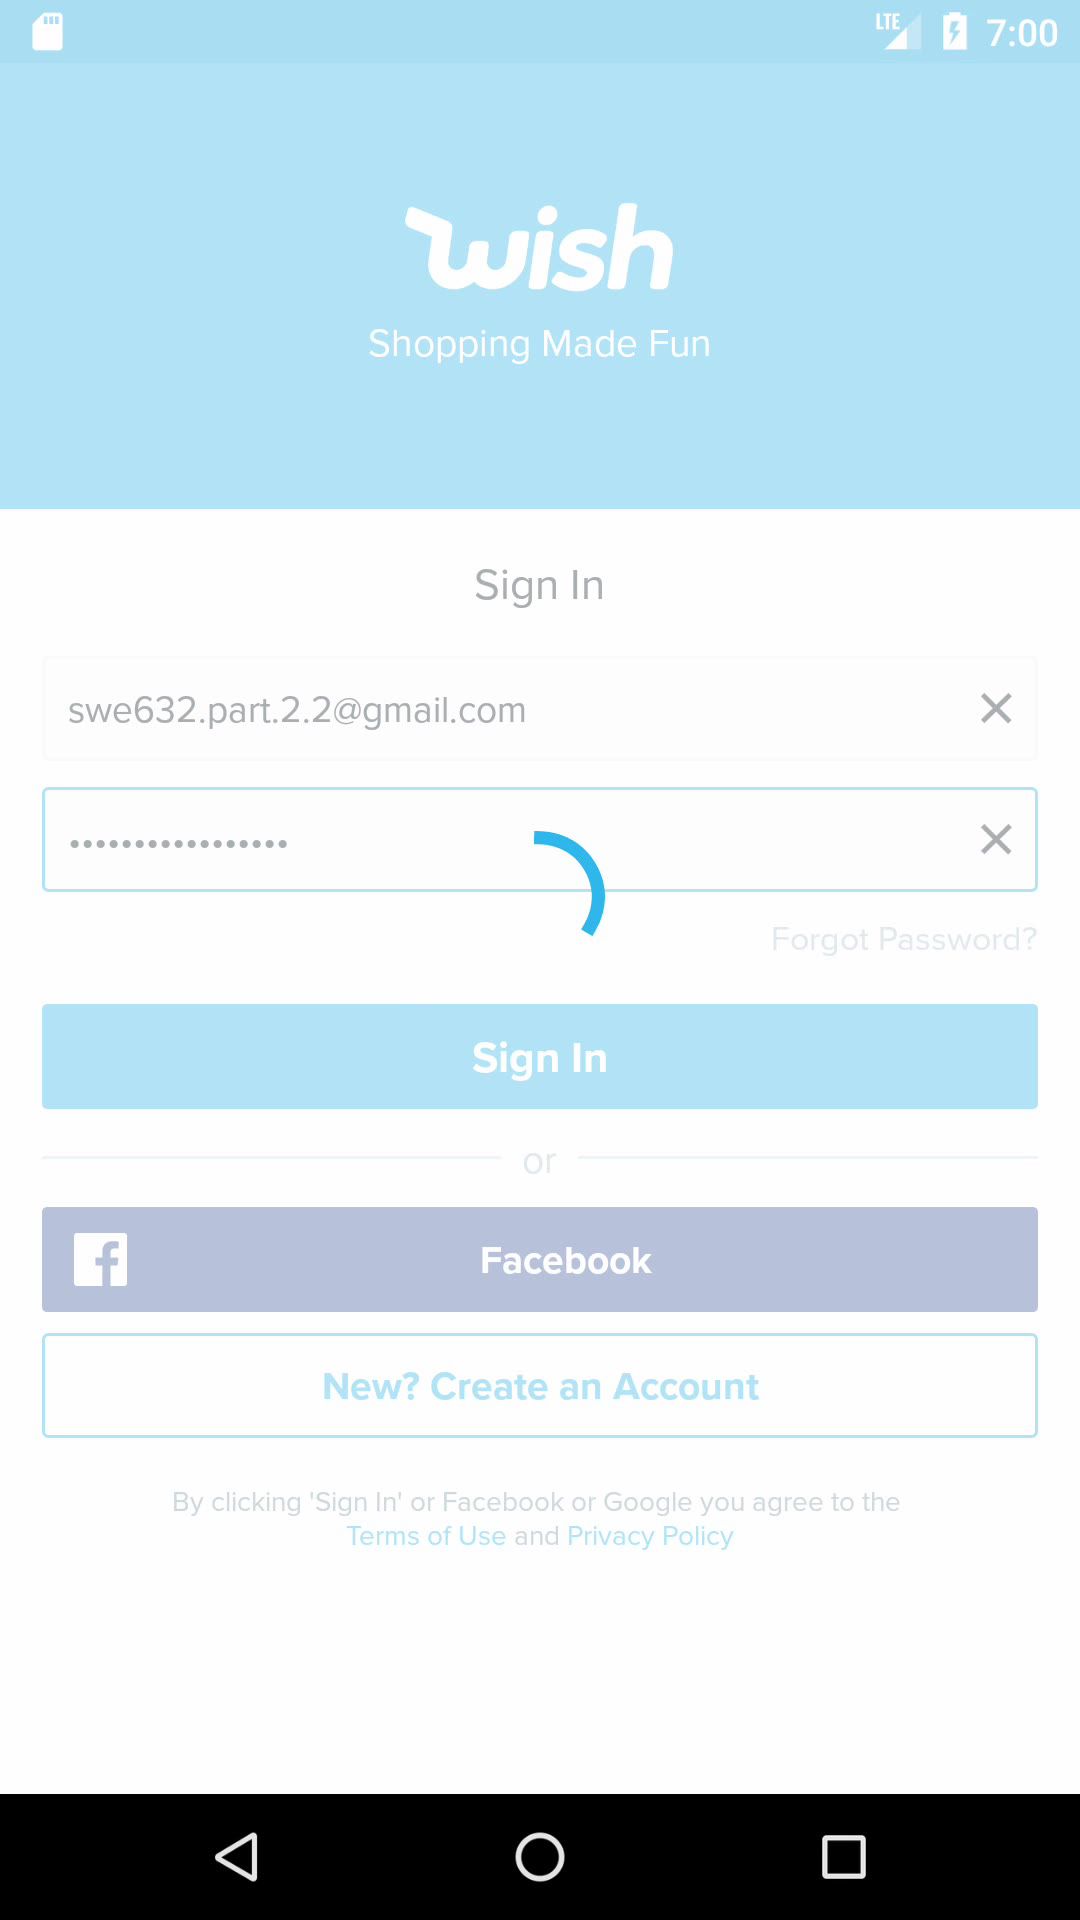 LTE 7:00
wish
Shopping Made Fun
Sign In
swe632.part.2.2@gmail.com
•••••••••••••••••
Forgot Password?
Sign In
or
Facebook
New? Create an Account
By clicking 'Sign In' or Facebook or Google you agree to the
Terms of Use and Privacy Policy